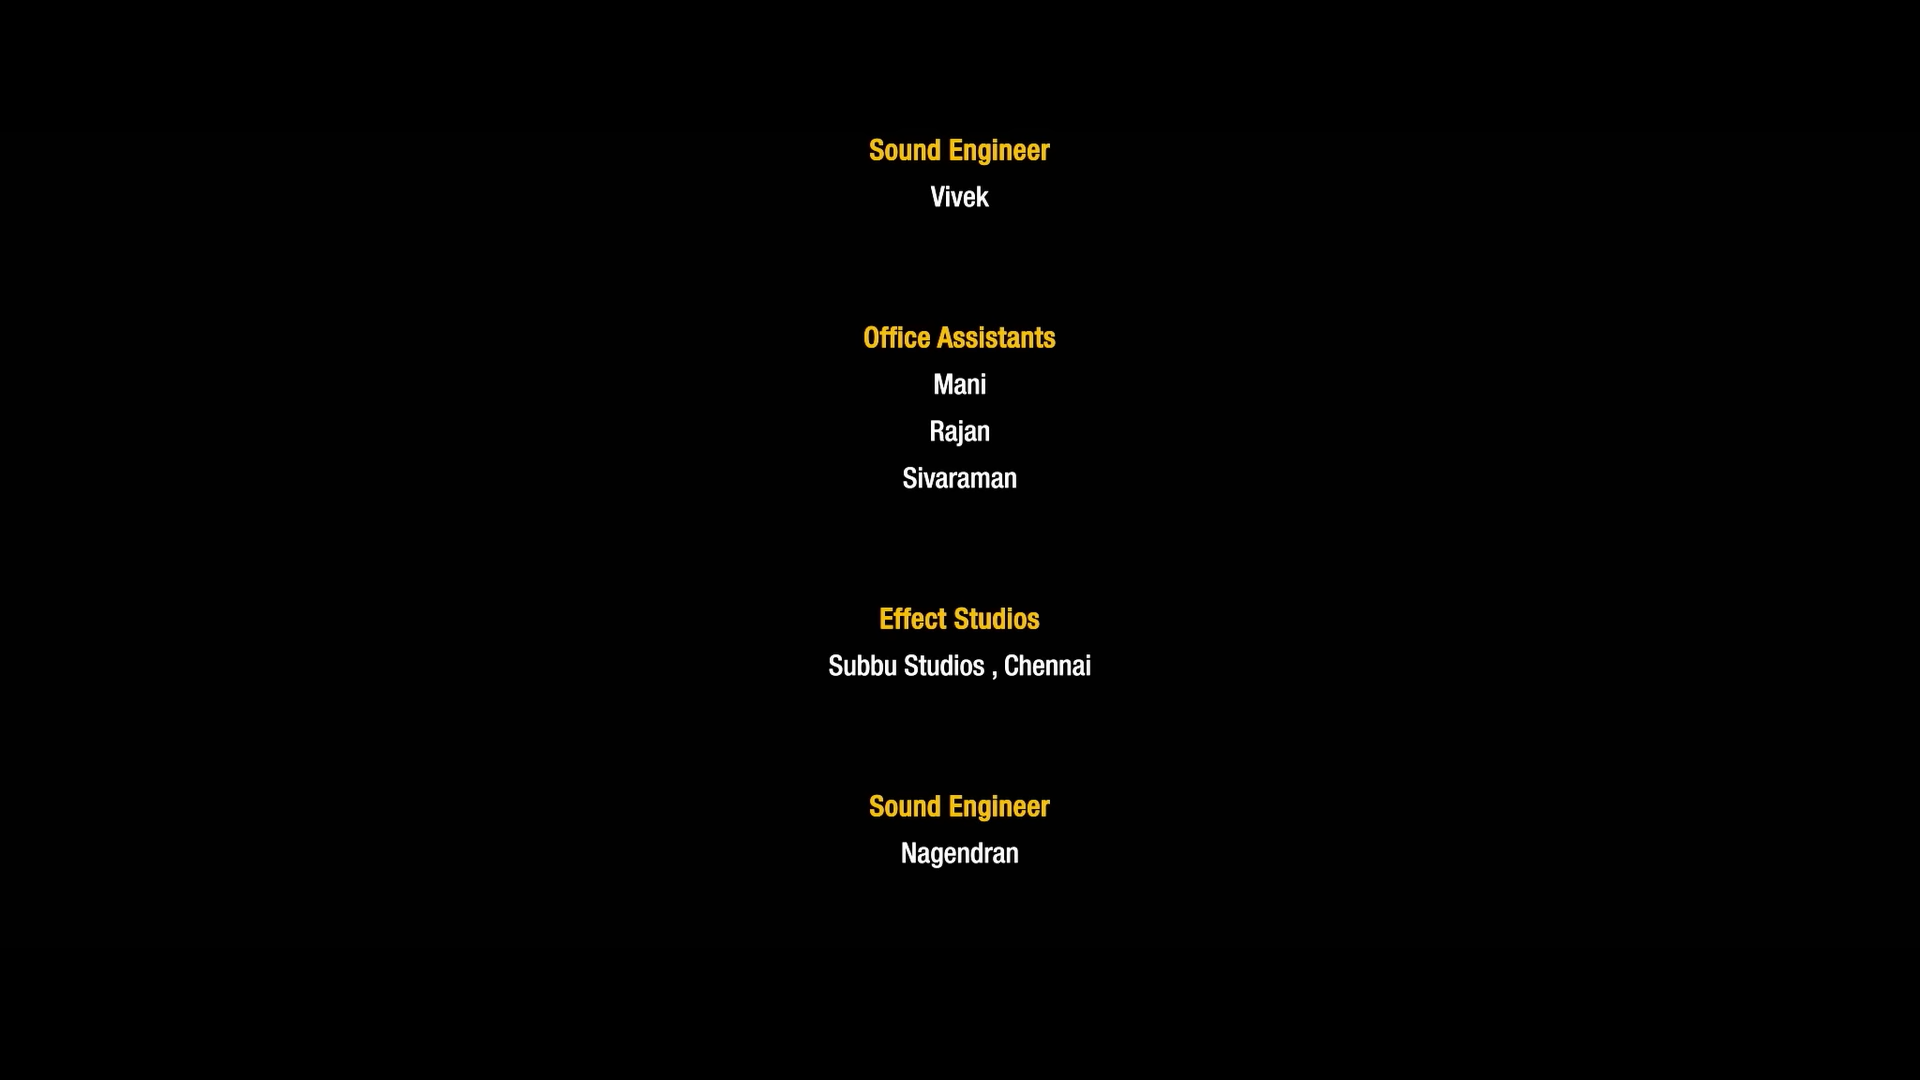 Sound Engineer
Vivek
Office Assistants
Mani
Rajan
Sivaraman
Effect Studios
Subbu Studios , Chennai
Sound Engineer
Nagendran